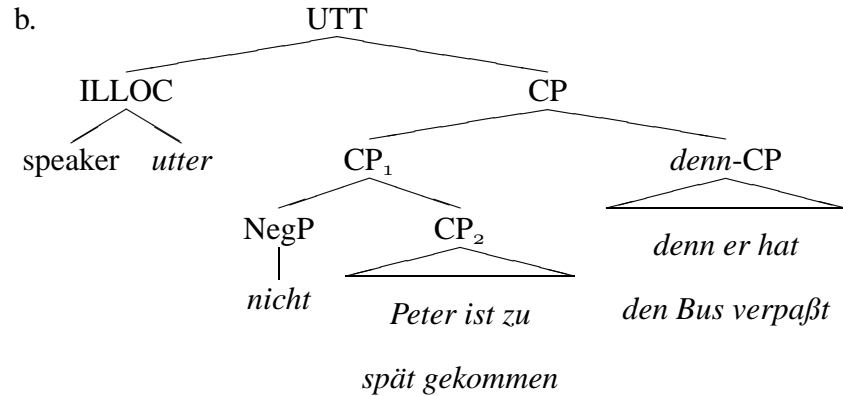 b. UTT
ILLOC CP
speaker utter CP₁ denn-CP
NegP CP₂ denn er hat
nicht Peter ist zu den Bus verpaßt
spät gekommen